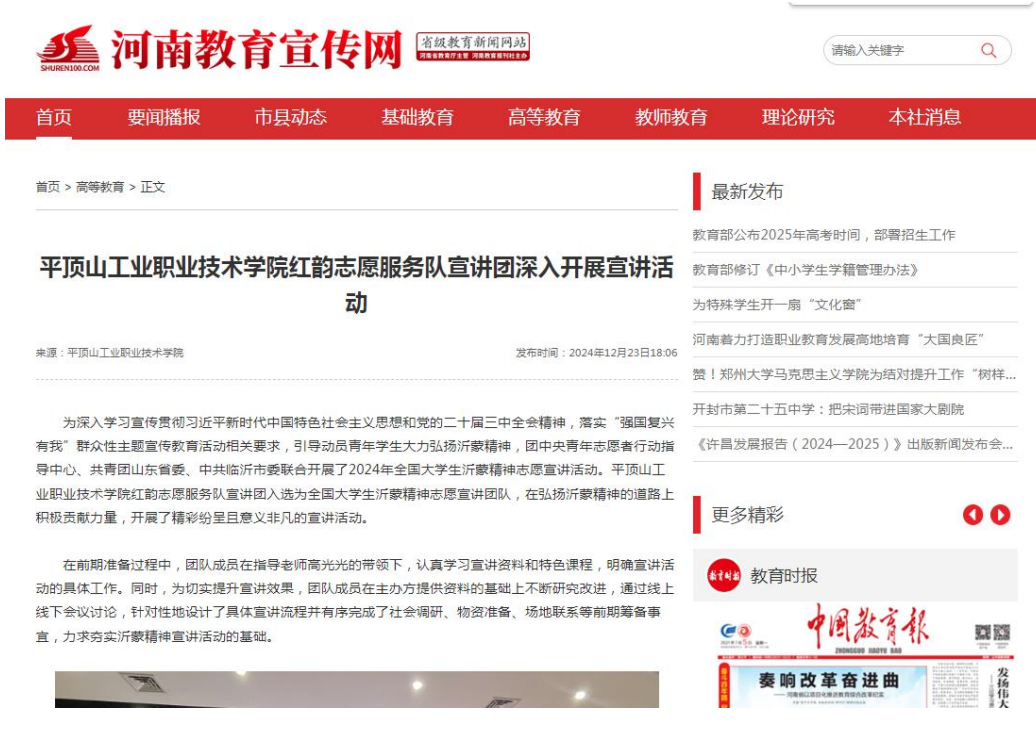 SHUREN100.COM
河南教育宣传网
省级教育新闻网站
河南省教育厅主管 河南教育报刊社主办
请输入关键字
首页 要闻播报 市县动态 基础教育 高等教育 教师教育 理论研究 本社消息
首页 > 高等教育 > 正文
平顶山工业职业技术学院红韵志愿服务队宣讲团深入开展宣讲活
动
来源：平顶山工业职业技术学院
发布时间：2024年12月23日18:06
为深入学习宣传贯彻习近平新时代中国特色社会主义思想和党的二十届三中全会精神，落实“强国复兴
有我”群众性主题宣传教育活动相关要求，引导动员青年学生大力弘扬沂蒙精神，团中央青年志愿者行动指
导中心、共青团山东省委、中共临沂市委联合开展了2024年全国大学生沂蒙精神志愿宣讲活动。平顶山工
业职业技术学院红韵志愿服务队宣讲团入选为全国大学生沂蒙精神志愿宣讲团队，在弘扬沂蒙精神的道路上
积极贡献力量，开展了精彩纷呈且意义非凡的宣讲活动。
在前期准备过程中，团队成员在指导老师高光光的带领下，认真学习宣讲资料和特色课程，明确宣讲活
动的具体工作。同时，为切实提升宣讲效果，团队成员在主办方提供资料的基础上不断研究改进，通过线上
线下会议讨论，针对性地设计了具体宣讲流程并有序完成了社会调研、物资准备、场地联系等前期筹备事
宜，力求夯实沂蒙精神宣讲活动的基础。
最新发布
教育部公布2025年高考时间，部署招生工作
教育部修订《中小学生学籍管理办法》
为特殊学生开一扇“文化窗”
河南着力打造职业教育发展高地培育“大国良匠”
赞！郑州大学马克思主义学院为结对提升工作“树样...
开封市第二十五中学：把宋词带进国家大剧院
《许昌发展报告（2024—2025）》出版新闻发布会...
更多精彩
教育时报
教育时报
中国教育报
ZHONGGUO JIAOYU BAO
奏响改革奋进曲
发扬伟大